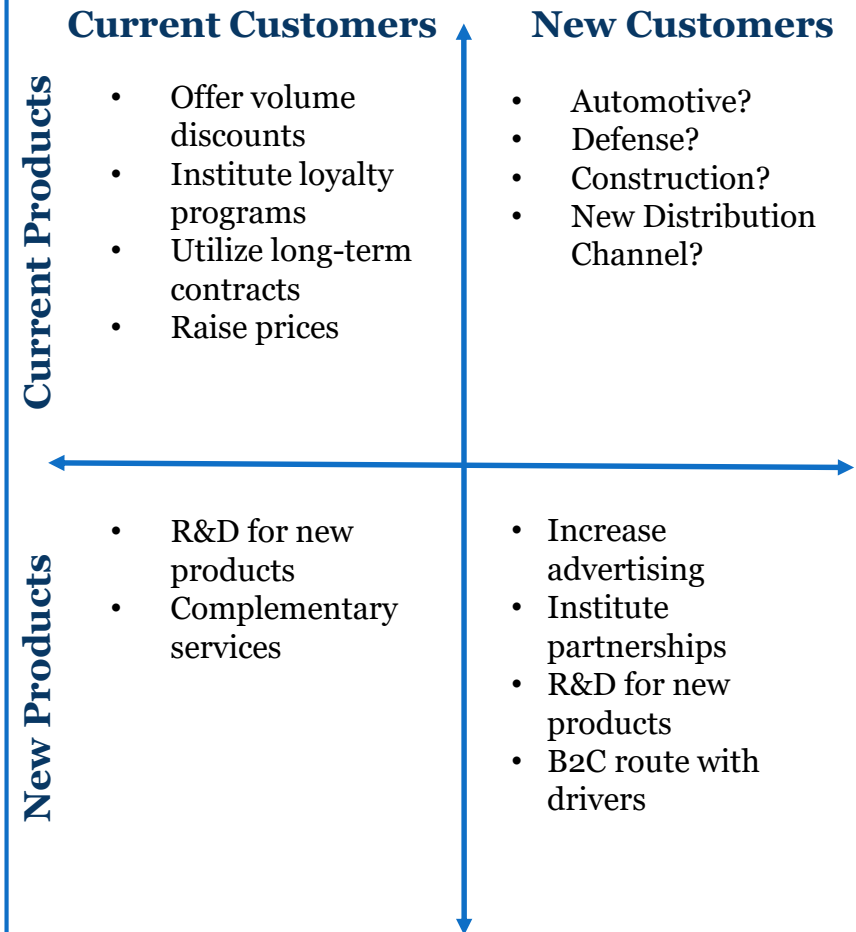 Current Customers
New Customers
Current Products
• Offer volume
discounts
• Institute loyalty
programs
• Utilize long-term
contracts
• Raise prices
• Automotive?
• Defense?
• Construction?
• New Distribution
Channel?
New Products
• R&D for new
products
• Complementary
services
• Increase
advertising
• Institute
partnerships
• R&D for new
products
• B2C route with
drivers